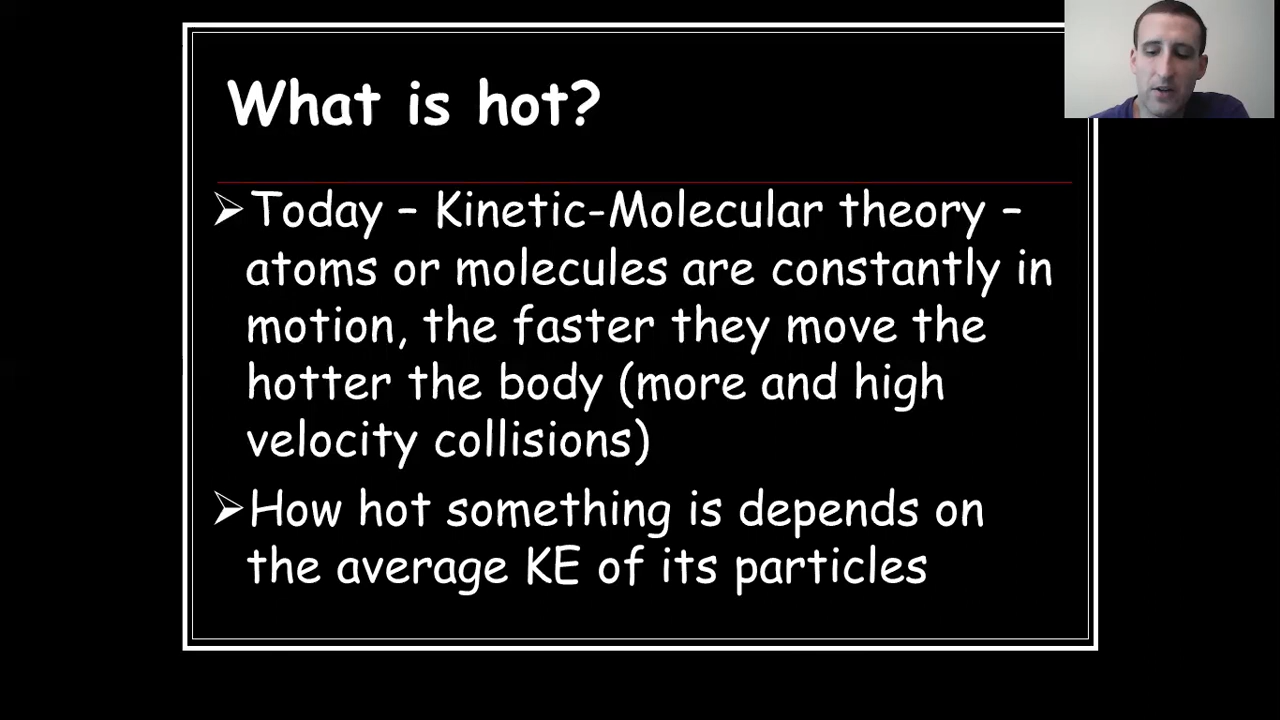 What is hot?
Today – Kinetic-Molecular theory –
atoms or molecules are constantly in
motion, the faster they move the
hotter the body (more and high
velocity collisions)
How hot something is depends on
the average KE of its particles